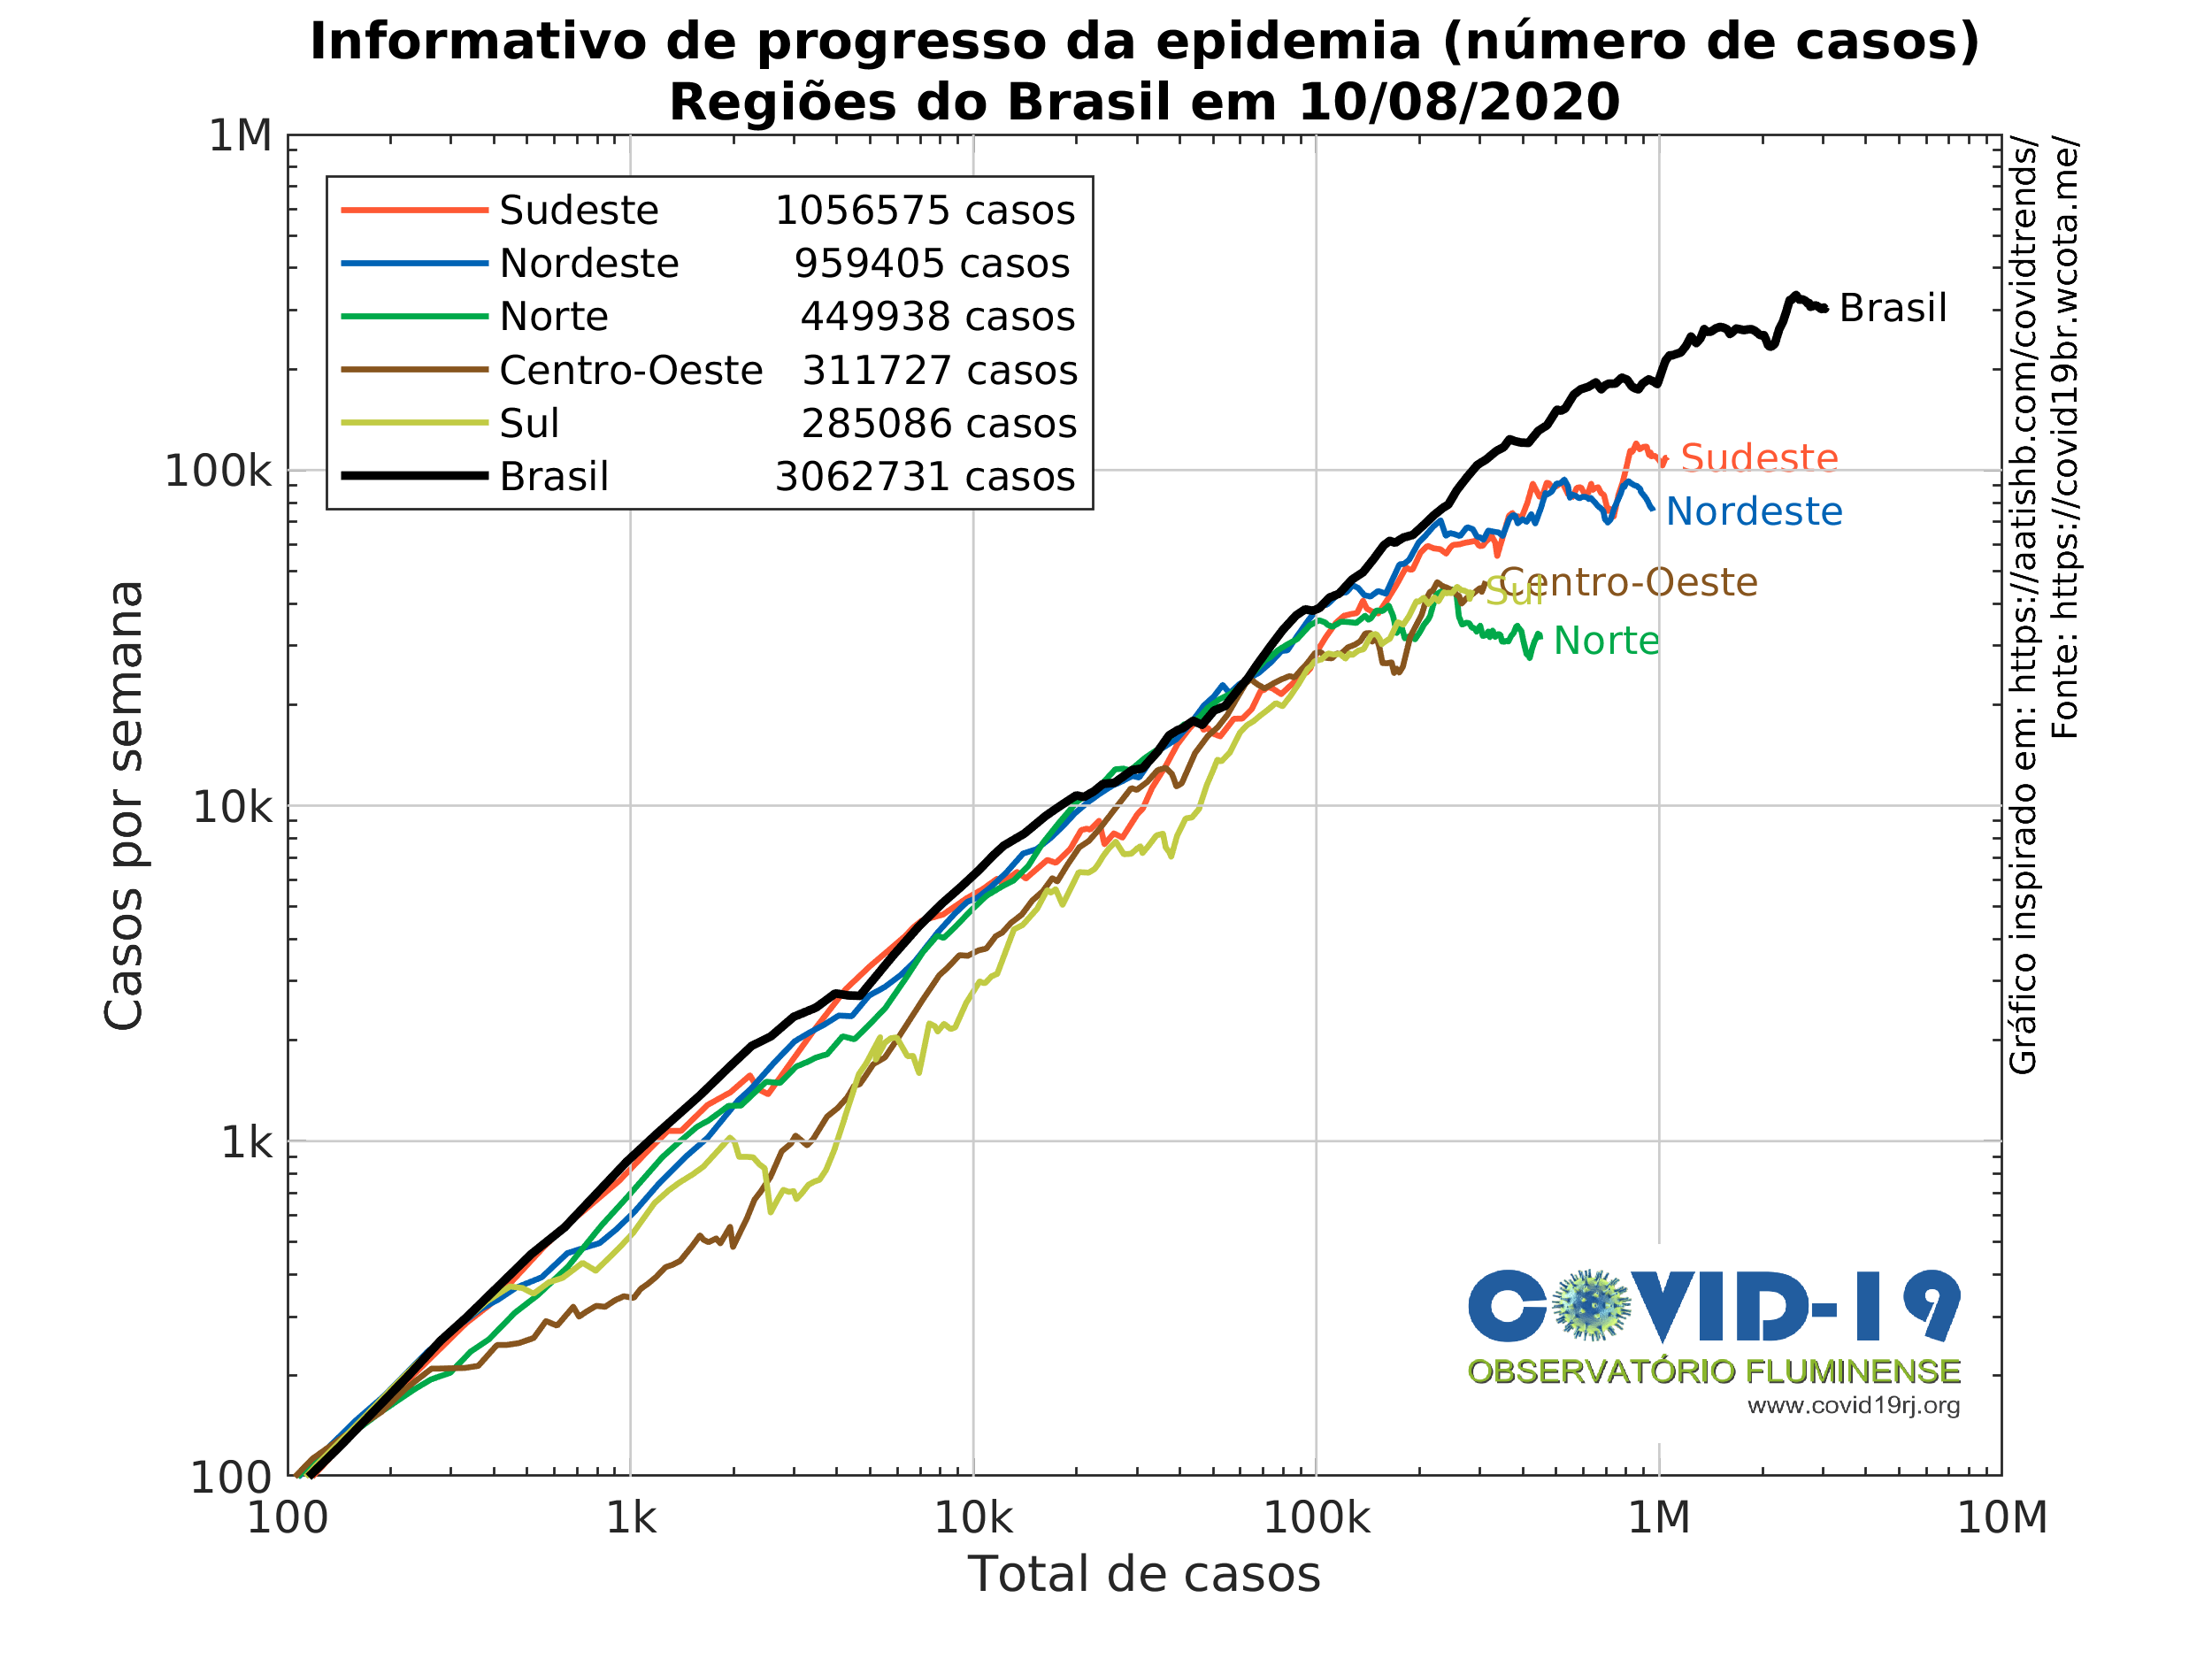 Informativo de progresso da epidemia (número de casos)
Regiões do Brasil em 10/08/2020
1M
100k
10k
1k
100
Casos por semana
Sudeste 1056575 casos
Nordeste 959405 casos
Norte 449938 casos
Centro-Oeste 311727 casos
Sul 285086 casos
Brasil 3062731 casos
Brasil
Sudeste
Nordeste
Centro-Oeste
Sul
Norte
COVID-19
OBSERVATÓRIO FLUMINENSE
www.covid19rj.org
100 1k 10k 100k 1M 10M
Total de casos
Gráfico inspirado em: https://aatishb.com/covidtrends/
Fonte: https://covid19br.wcota.me/